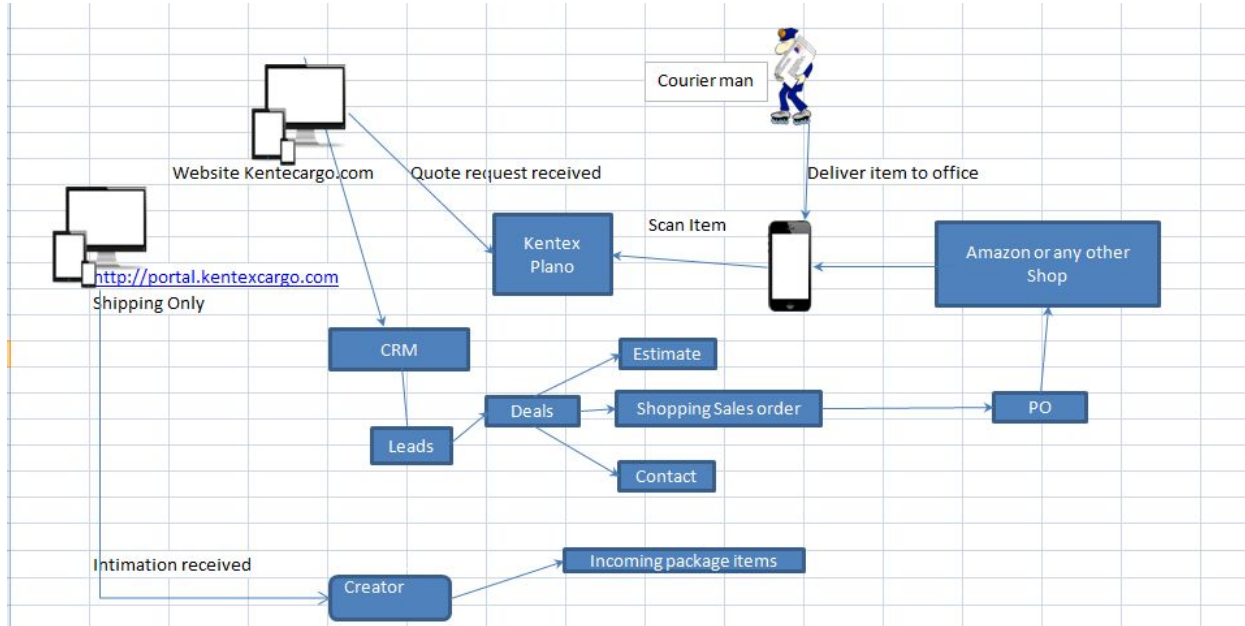 Courier man
Website Kentecargo.com
Quote request received
Deliver item to office
Kentex
Plano
Scan Item
Amazon or any other
Shop
http://portal.kentexcargo.com
Shipping Only
CRM
Estimate
Deals
Shopping Sales order
PO
Leads
Contact
Intimation received
Incoming package items
Creator